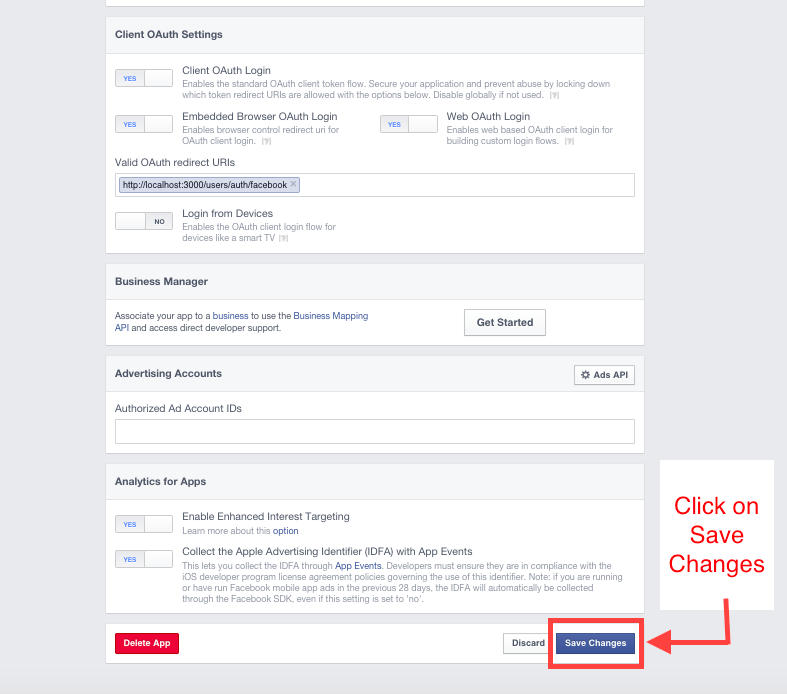 Client OAuth Settings
YES
Client OAuth Login
Enables the standard OAuth client token flow. Secure your application and prevent abuse by locking down
which token redirect URIs are allowed with the options below. Disable globally if not used. [?]
YES
Embedded Browser OAuth Login
Enables browser control redirect uri for
OAuth client login. [?]
YES
Web OAuth Login
Enables web based OAuth client login for
building custom login flows. [?]
Valid OAuth redirect URIs
http://localhost:3000/users/auth/facebook ×
NO
Login from Devices
Enables the OAuth client login flow for
devices like a smart TV [?]
Business Manager
Associate your app to a business to use the Business Mapping
API and access direct developer support.
Get Started
Advertising Accounts
Ads API
Authorized Ad Account IDs
Analytics for Apps
YES
Enable Enhanced Interest Targeting
Learn more about this option
YES
Collect the Apple Advertising Identifier (IDFA) with App Events
This lets you collect the IDFA through App Events. Developers must ensure they are in compliance with the
iOS developer program license agreement policies governing the use of this identifier. Note: if you are running
or have run Facebook mobile app ads in the previous 28 days, the IDFA will automatically be collected
through the Facebook SDK, even if this setting is set to 'no'.
Click on
Save
Changes
Delete App
Discard
Save Changes